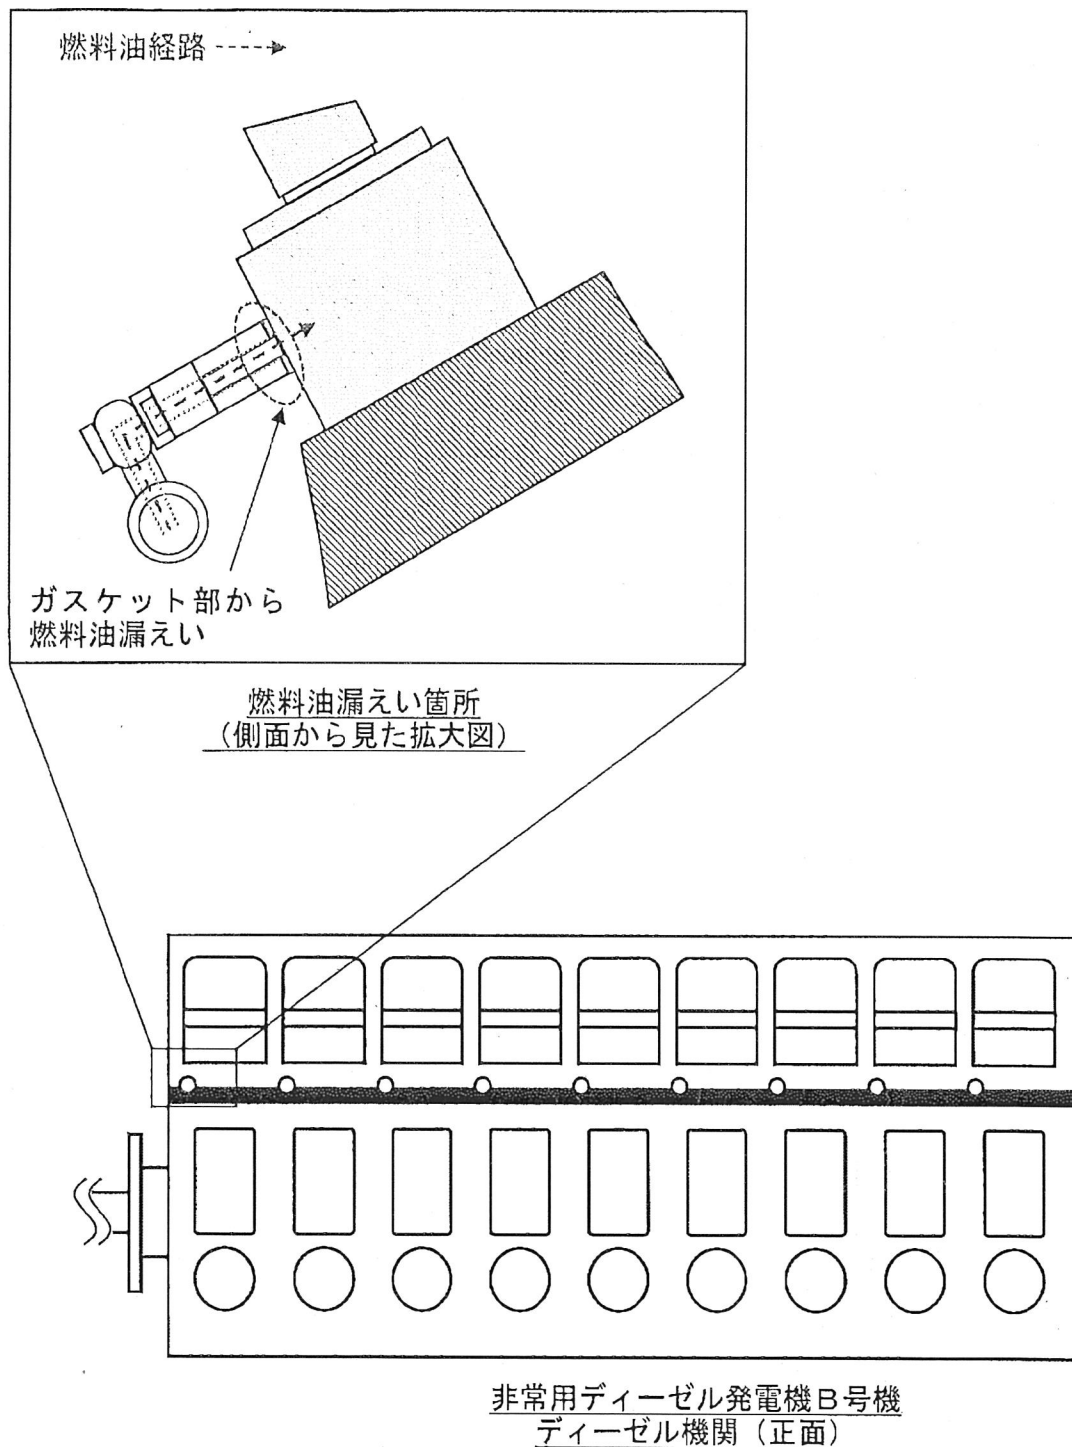 燃料油経路
ガスケット部から
燃料油漏えい
燃料油漏えい箇所
（側面から見た拡大図）
非常用ディーゼル発電機Ｂ号機
ディーゼル機関（正面）